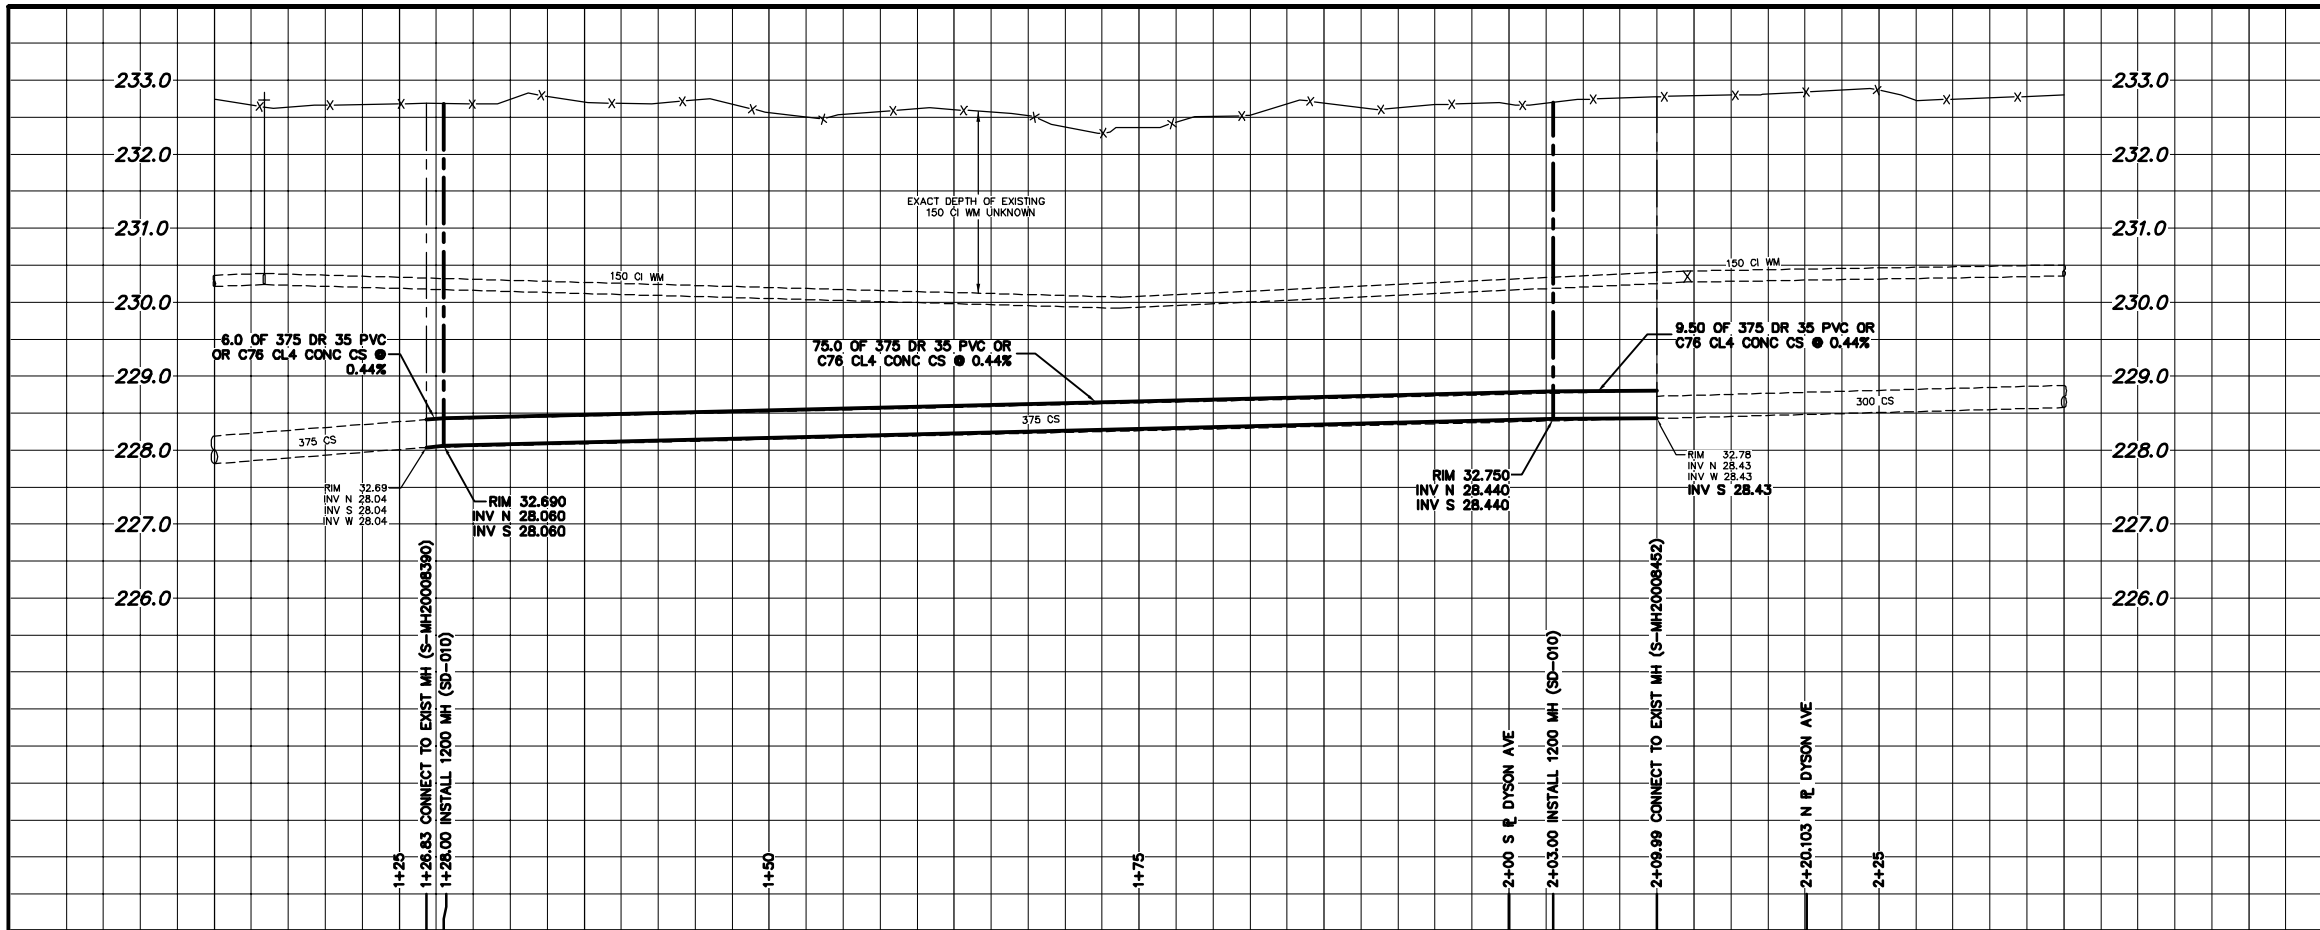 233.0
233.0
232.0
232.0
EXACT DEPTH OF EXISTING
150 CI WM UNKNOWN
231.0
231.0
150 CI WM
150 CI WM
230.0
230.0
6.0 OF 375 DR 35 PVC
OR C76 CL4 CONC CS @
0.44%
75.0 OF 375 DR 35 PVC OR
C76 CL4 CONC CS @ 0.44%
9.50 OF 375 DR 35 PVC OR
C76 CL4 CONC CS @ 0.44%
229.0
229.0
375 CS
375 CS
300 CS
228.0
228.0
RIM 32.69
INV N 28.04
INV S 28.04
INV W 28.04
RIM 32.690
INV N 28.060
INV S 28.060
RIM 32.750
INV N 28.440
INV S 28.440
RIM 32.78
INV N 28.43
INV W 28.43
INV S 28.43
227.0
227.0
226.0
226.0
1+25
1+26.83 CONNECT TO EXIST MH (S-MH20008390)
1+28.00 INSTALL 1200 MH (SD-010)
1+50
1+75
2+00 S PL DYSON AVE
2+03.00 INSTALL 1200 MH (SD-010)
2+09.99 CONNECT TO EXIST MH (S-MH20008452)
2+20.103 N PL DYSON AVE
2+25